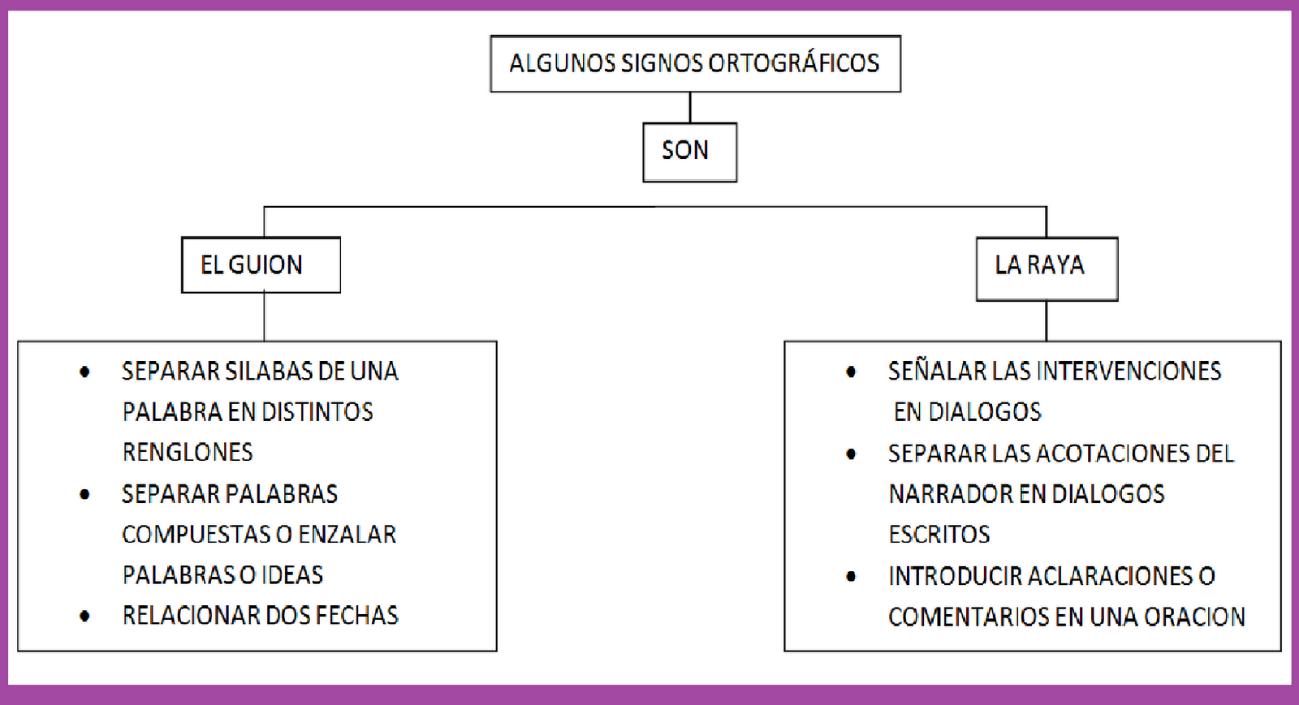 ALGUNOS SIGNOS ORTOGRÁFICOS
SON
EL GUION
LA RAYA
• SEPARAR SILABAS DE UNA
PALABRA EN DISTINTOS
RENGLONES
• SEPARAR PALABRAS
COMPUESTAS O ENZALAR
PALABRAS O IDEAS
• RELACIONAR DOS FECHAS
• SEÑALAR LAS INTERVENCIONES
EN DIALOGOS
• SEPARAR LAS ACOTACIONES DEL
NARRADOR EN DIALOGOS
ESCRITOS
• INTRODUCIR ACLARACIONES O
COMENTARIOS EN UNA ORACION